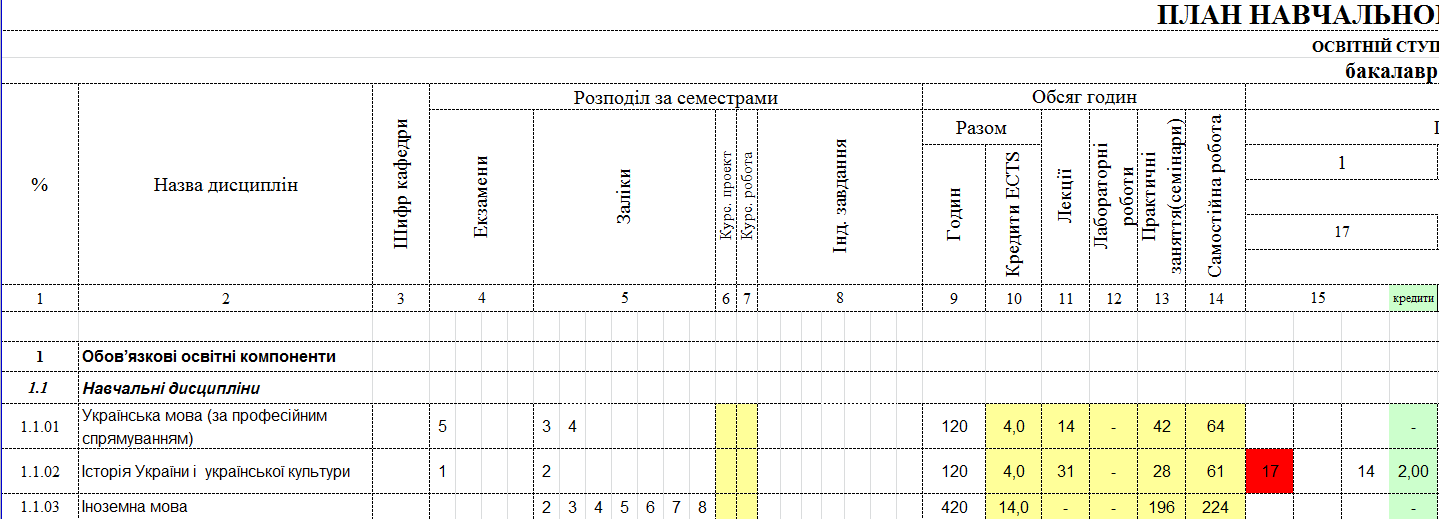 ПЛАН НАВЧАЛЬНО
ОСВІТНІЙ СТУП
бакалавр
%
Назва дисциплін
Шифр кафедри
Розподіл за семестрами
Екзамени
Заліки
Курс. проект
Курс. робота
Інд. завдання
Обсяг годин
Разом
Годин
Кредити ECTS
Лекції
Лабораторні
роботи
Практичні
заняття(семінари)
Самостійна робота
1
17
1 2 3 4 5 6 7 8 9 10 11 12 13 14 15 кредити
1 Обов’язкові освітні компоненти
1.1 Навчальні дисципліни
1.1.01 Українська мова (за професійним
спрямуванням) 5 3 4 120 4,0 14 - 42 64 -
1.1.02 Історія України і української культури 1 2 120 4,0 31 - 28 61 17 14 2,00
1.1.03 Іноземна мова 2 3 4 5 6 7 8 420 14,0 - - 196 224 -